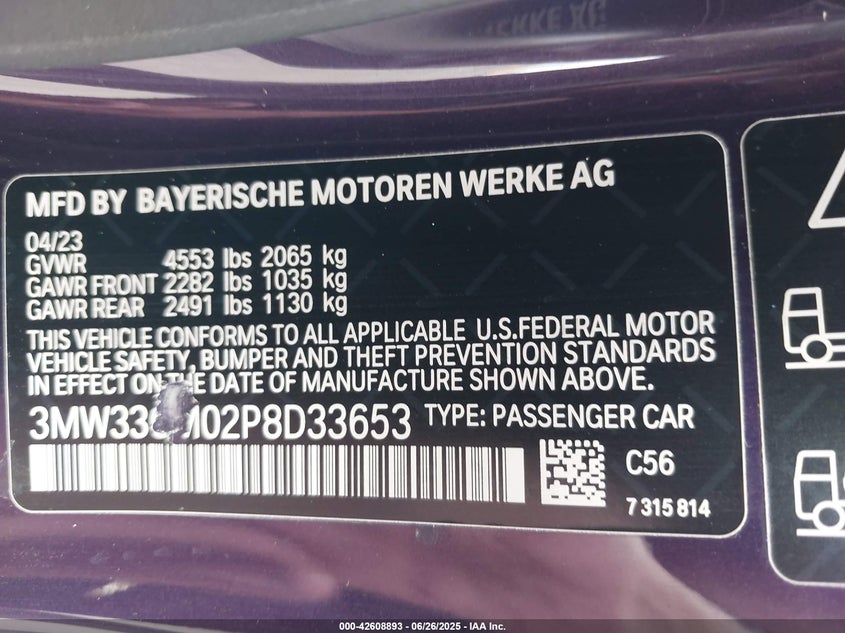 MFD BY BAYERISCHE MOTOREN WERKE AG
04/23
GVWR 4553 lbs 2065 kg
GAWR FRONT 2282 lbs 1035 kg
GAWR REAR 2491 lbs 1130 kg
THIS VEHICLE CONFORMS TO ALL APPLICABLE U.S.FEDERAL MOTOR
VEHICLE SAFETY, BUMPER AND THEFT PREVENTION STANDARDS
IN EFFECT ON THE DATE OF MANUFACTURE SHOWN ABOVE.
TYPE: PASSENGER CAR
C56
7 315 814
000-42608893 - 06/26/2025 - IAA Inc.